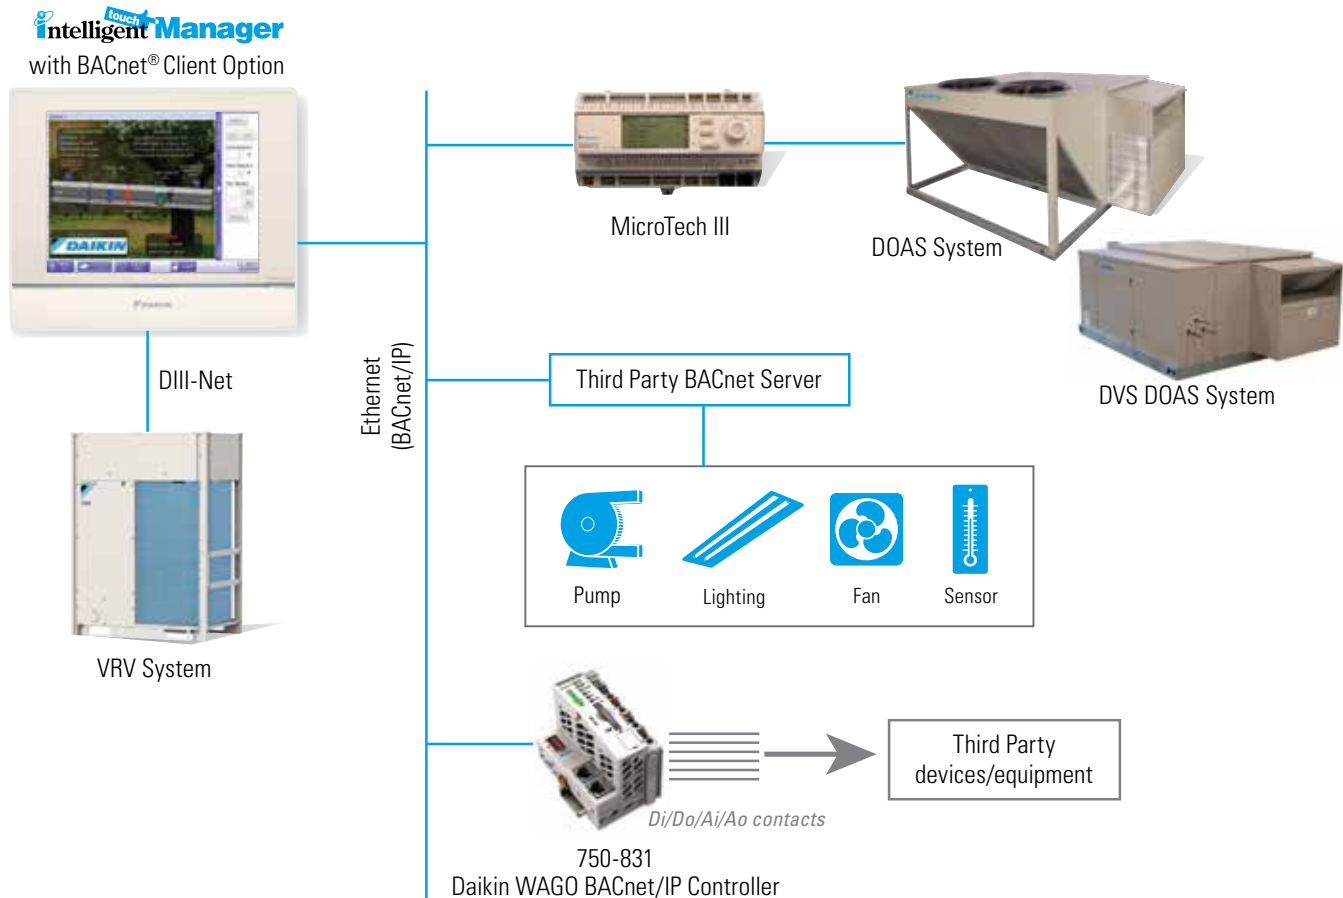 intelligent touch Manager
with BACnet® Client Option
DAIKIN
DIII-Net
VRV System
Ethernet
(BACnet/IP)
MicroTech III
DOAS System
DVS DOAS System
Third Party BACnet Server
Pump
Lighting
Fan
Sensor
Di/Do/Ai/Ao contacts
Third Party
devices/equipment
750-831
Daikin WAGO BACnet/IP Controller